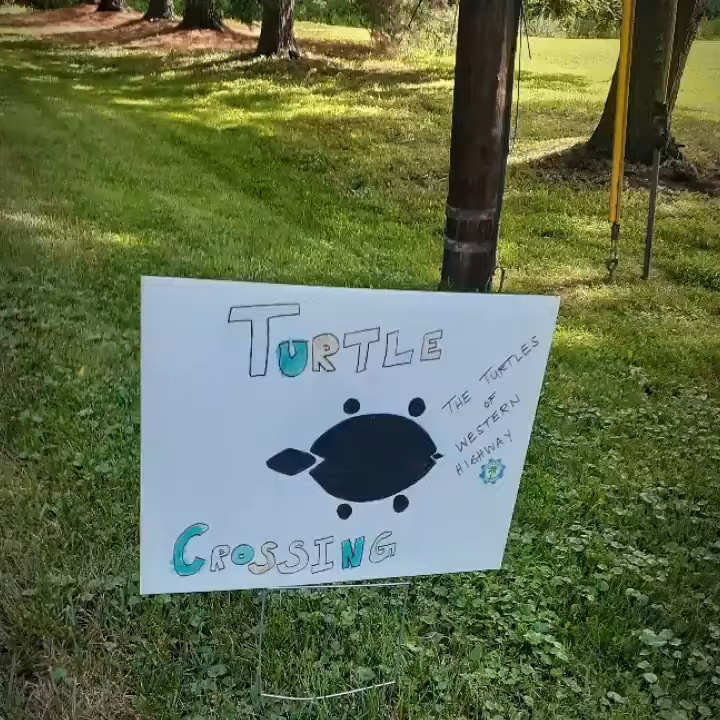 TURTLE
THE TURTLES
OF
WESTERN
HIGHWAY
CROSSING